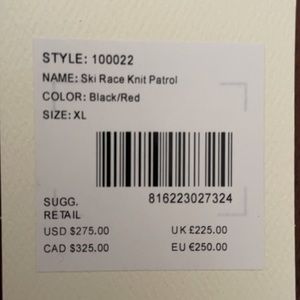 STYLE: 100022
NAME: Ski Race Knit Patrol
COLOR: Black/Red
SIZE: XL
816223027324
SUGG.
RETAIL
USD $275.00 UK £225.00
CAD $325.00 EU €250.00